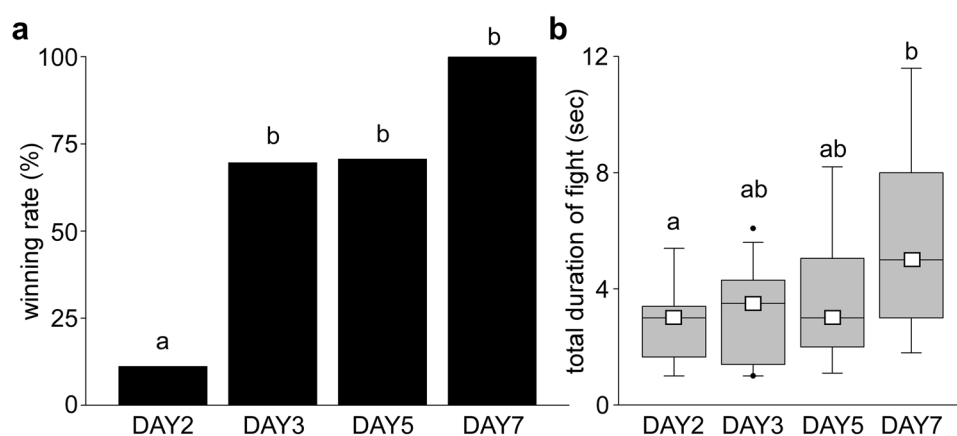 a
winning rate (%)
100
75
50
25
0
a
b
b
b
DAY2 DAY3 DAY5 DAY7
b
total duration of fight (sec)
12
8
4
0
a
ab
ab
b
DAY2 DAY3 DAY5 DAY7